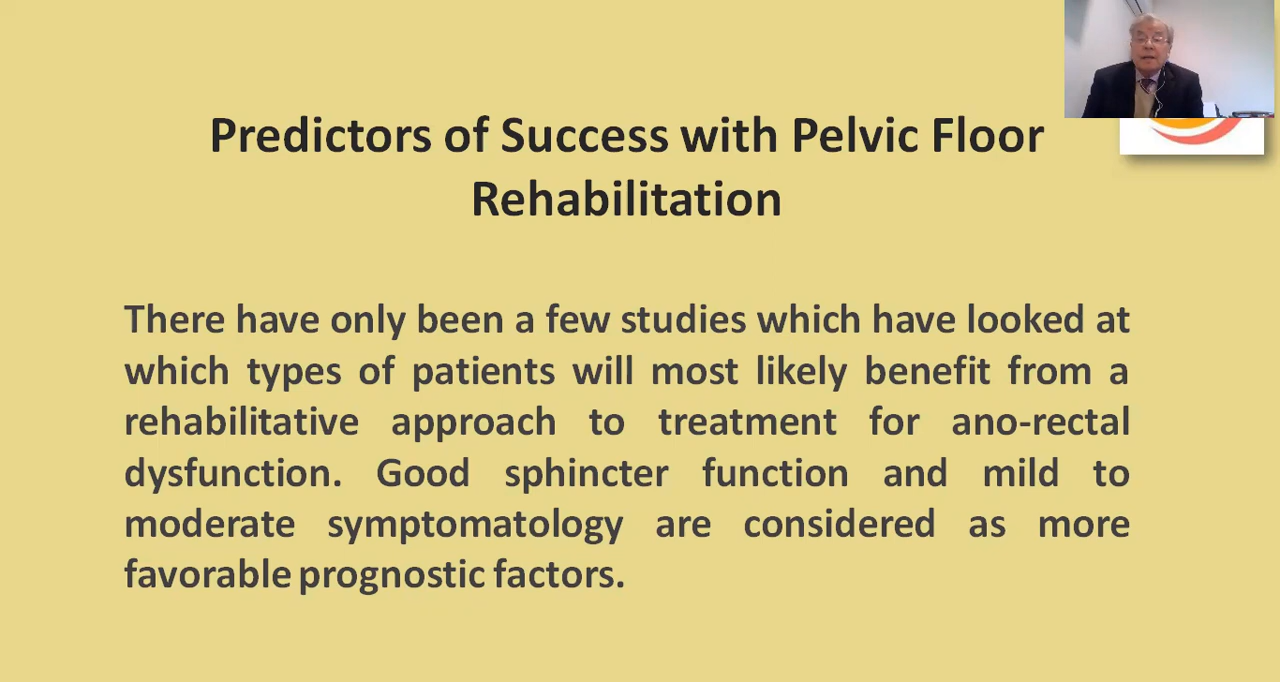 Predictors of Success with Pelvic Floor
Rehabilitation
There have only been a few studies which have looked at
which types of patients will most likely benefit from a
rehabilitative approach to treatment for ano-rectal
dysfunction. Good sphincter function and mild to
moderate symptomatology are considered as more
favorable prognostic factors.